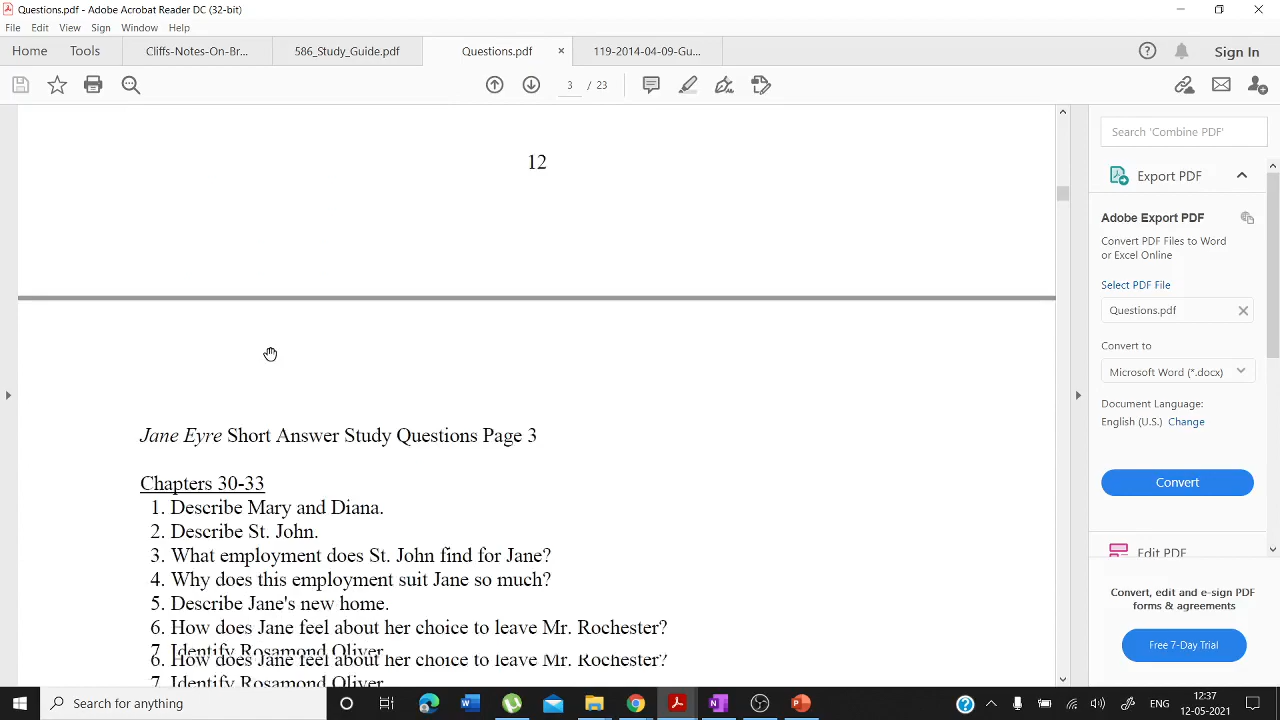 Questions.pdf - Adobe Acrobat Reader DC (32-bit)
File Edit View Sign Window Help
Home Tools Cliffs-Notes-On-Br... 586_Study_Guide.pdf Questions.pdf × 119-2014-04-09-Gu... Sign In
3 / 23
12
Jane Eyre Short Answer Study Questions Page 3
Chapters 30-33
1. Describe Mary and Diana.
2. Describe St. John.
3. What employment does St. John find for Jane?
4. Why does this employment suit Jane so much?
5. Describe Jane's new home.
6. How does Jane feel about her choice to leave Mr. Rochester?
7. Identify Rosamond Oliver
6. How does Jane feel about her choice to leave Mr. Rochester?
7. Identify Rosamond Oliver
Search 'Combine PDF'
Export PDF
Adobe Export PDF
Convert PDF Files to Word
or Excel Online
Select PDF File
Questions.pdf
Convert to
Microsoft Word (*.docx)
Document Language:
English (U.S.) Change
Convert
Edit PDF
Convert, edit and e-sign PDF
forms & agreements
Free 7-Day Trial
Search for anything
ENG
12:37
12-05-2021